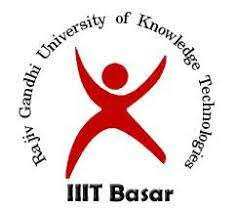 Rajiv Gandhi University of Knowledge Technologies
IIIT Basar